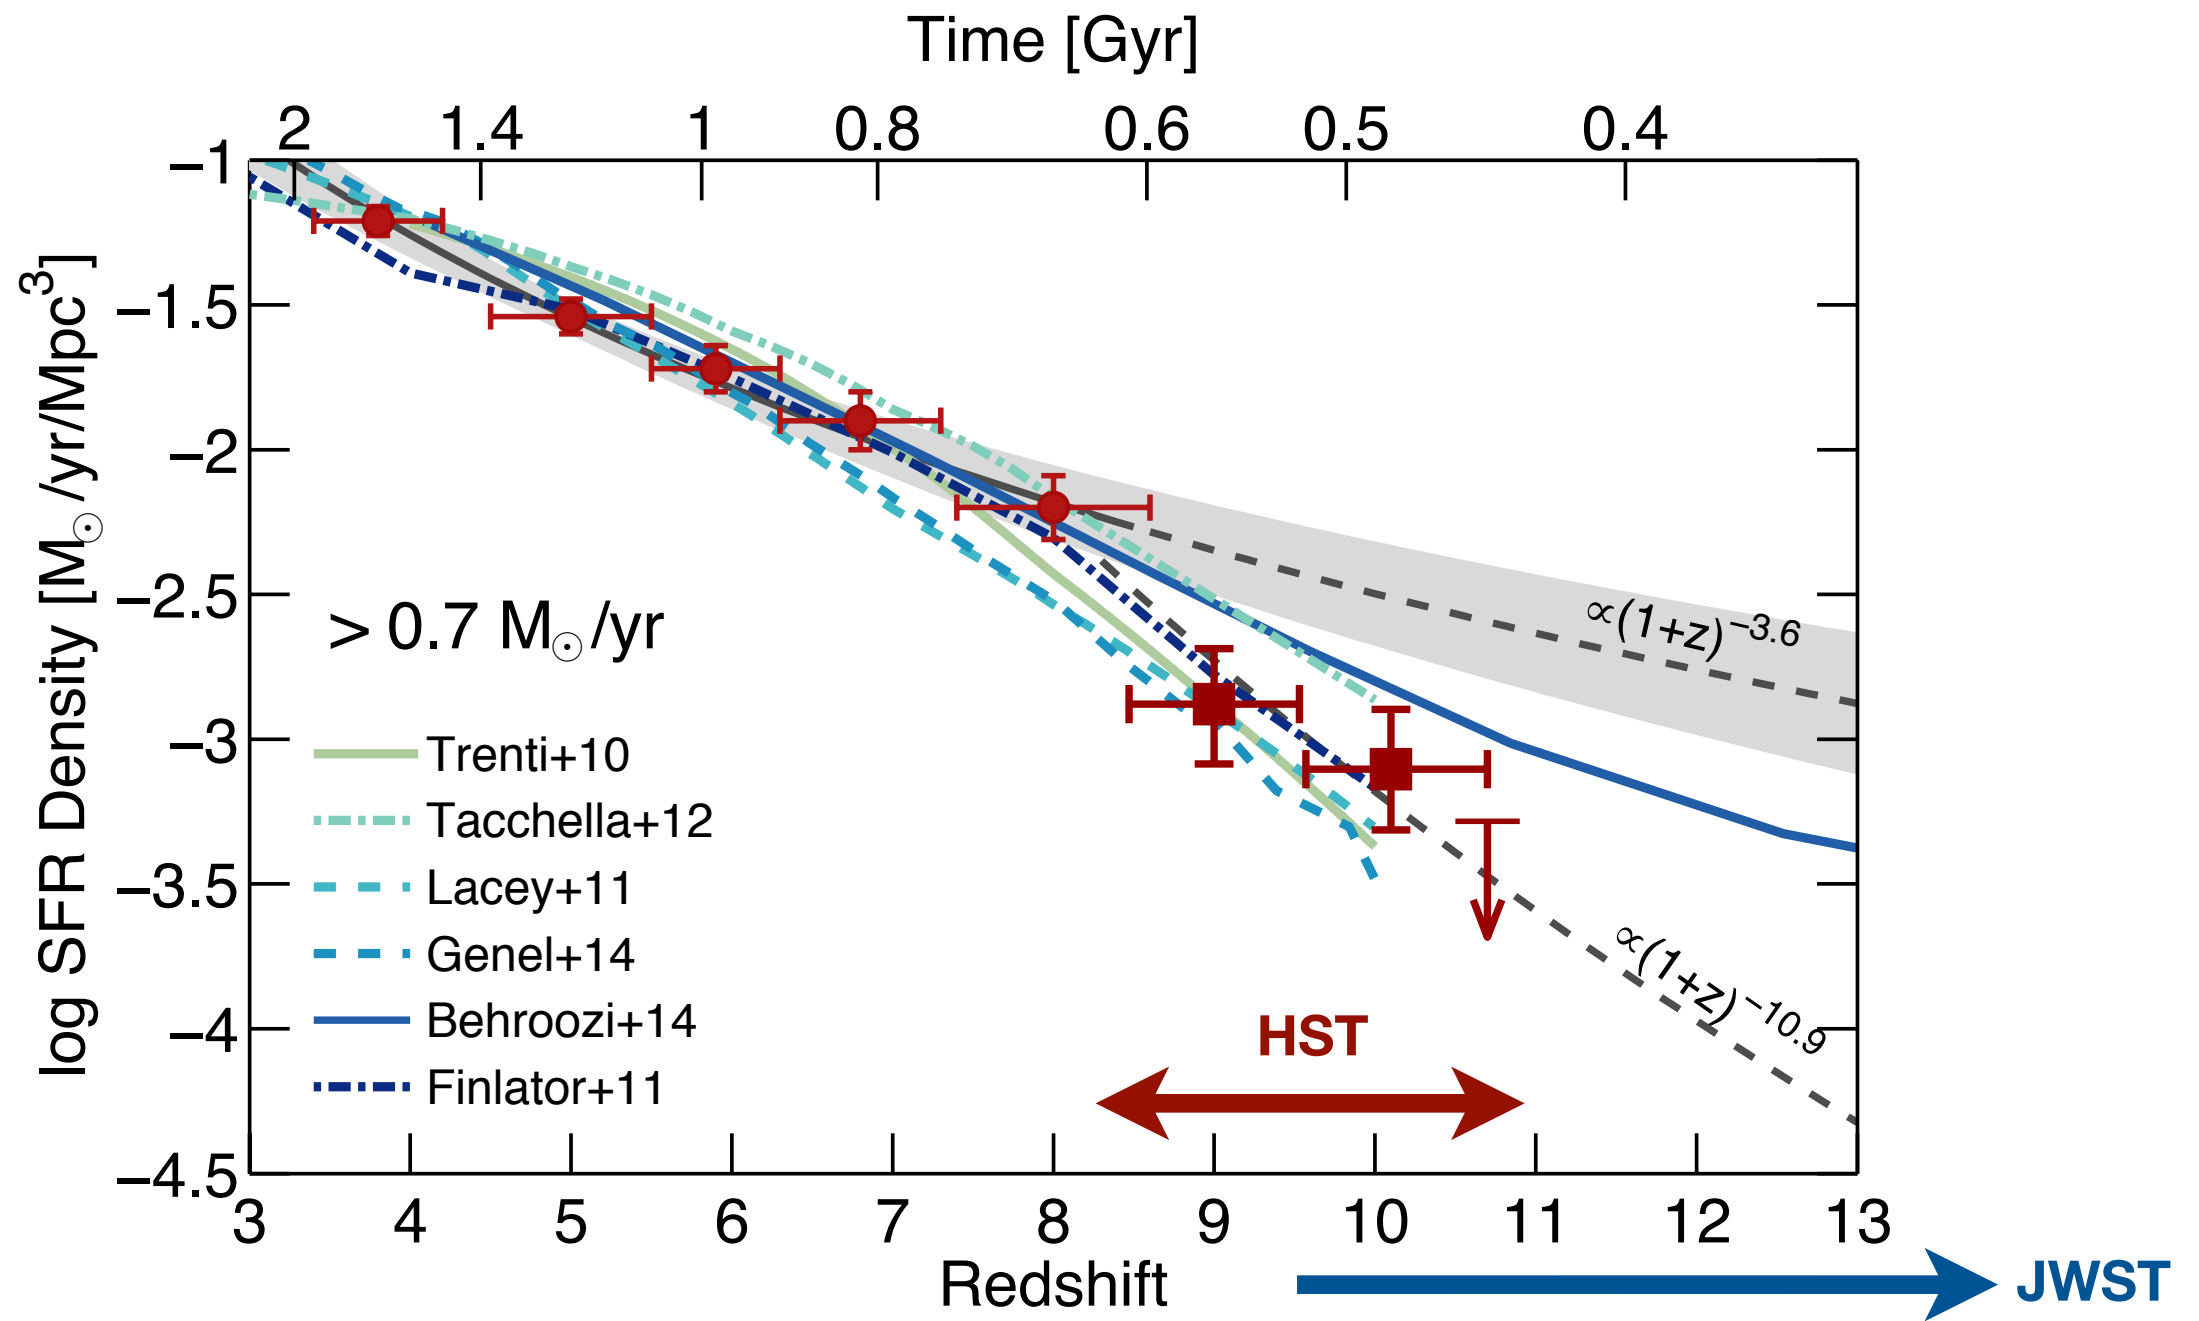 Time [Gyr]
2 1.4 1 0.8 0.6 0.5 0.4
−1
−1.5
−2
−2.5
−3
−3.5
−4
−4.5
log SFR Density [M☉/yr/Mpc³]
> 0.7 M☉/yr
∝(1+z)^−3.6
∝(1+z)^−10.9
Trenti+10
Tacchella+12
Lacey+11
Genel+14
Behroozi+14
Finlator+11
HST
3 4 5 6 7 8 9 10 11 12 13
Redshift
JWST